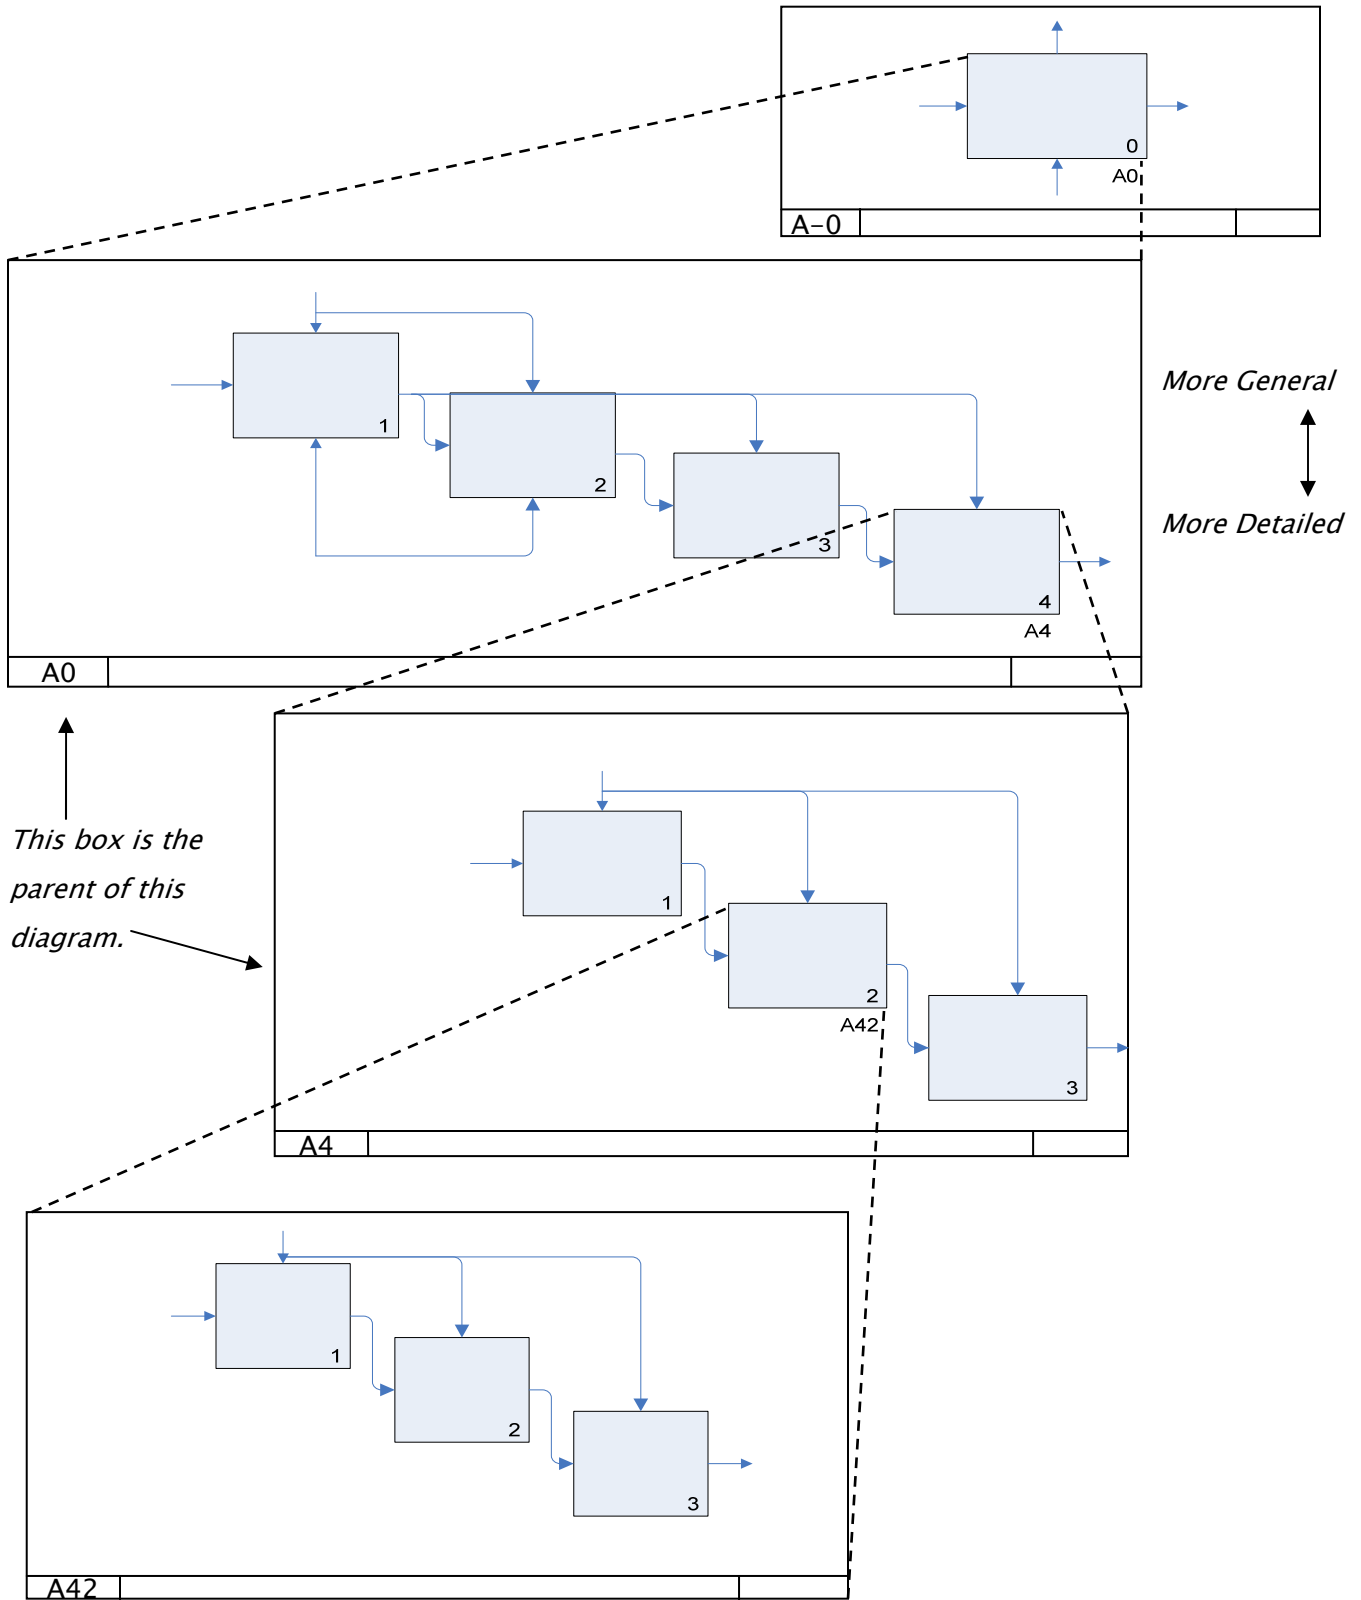 0
A0
A-0
1
2
3
4
A4
A0
More General
More Detailed
This box is the
parent of this
diagram.
1
2
A42
3
A4
1
2
3
A42